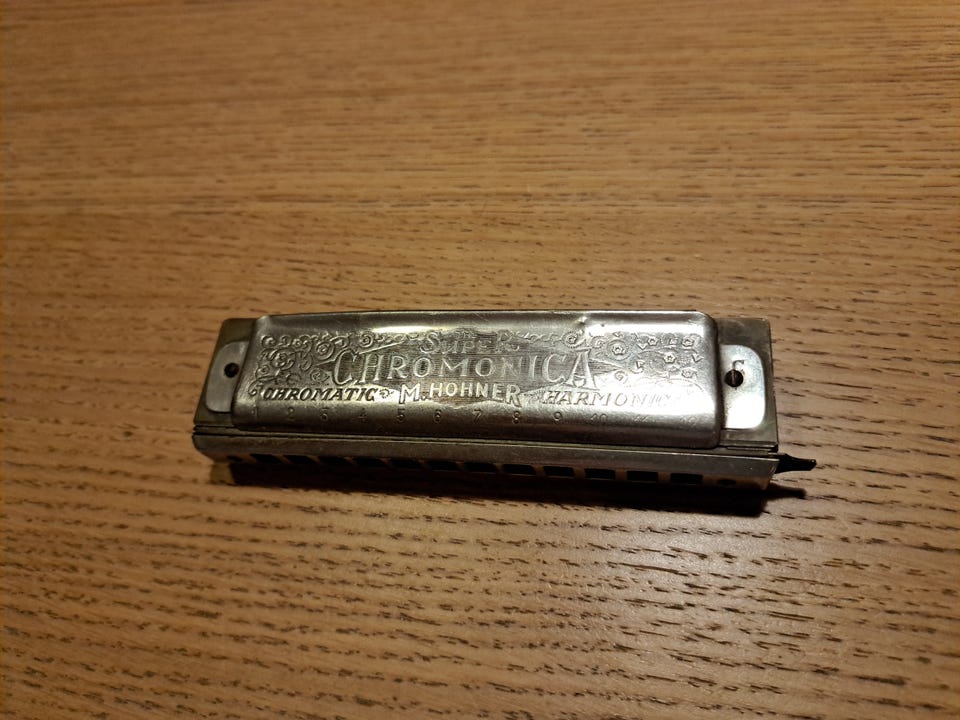 SUPER
CHROMONICA
CHROMATIC M. HOHNER HARMONICA
1 2 3 4 5 6 7 8 9 10